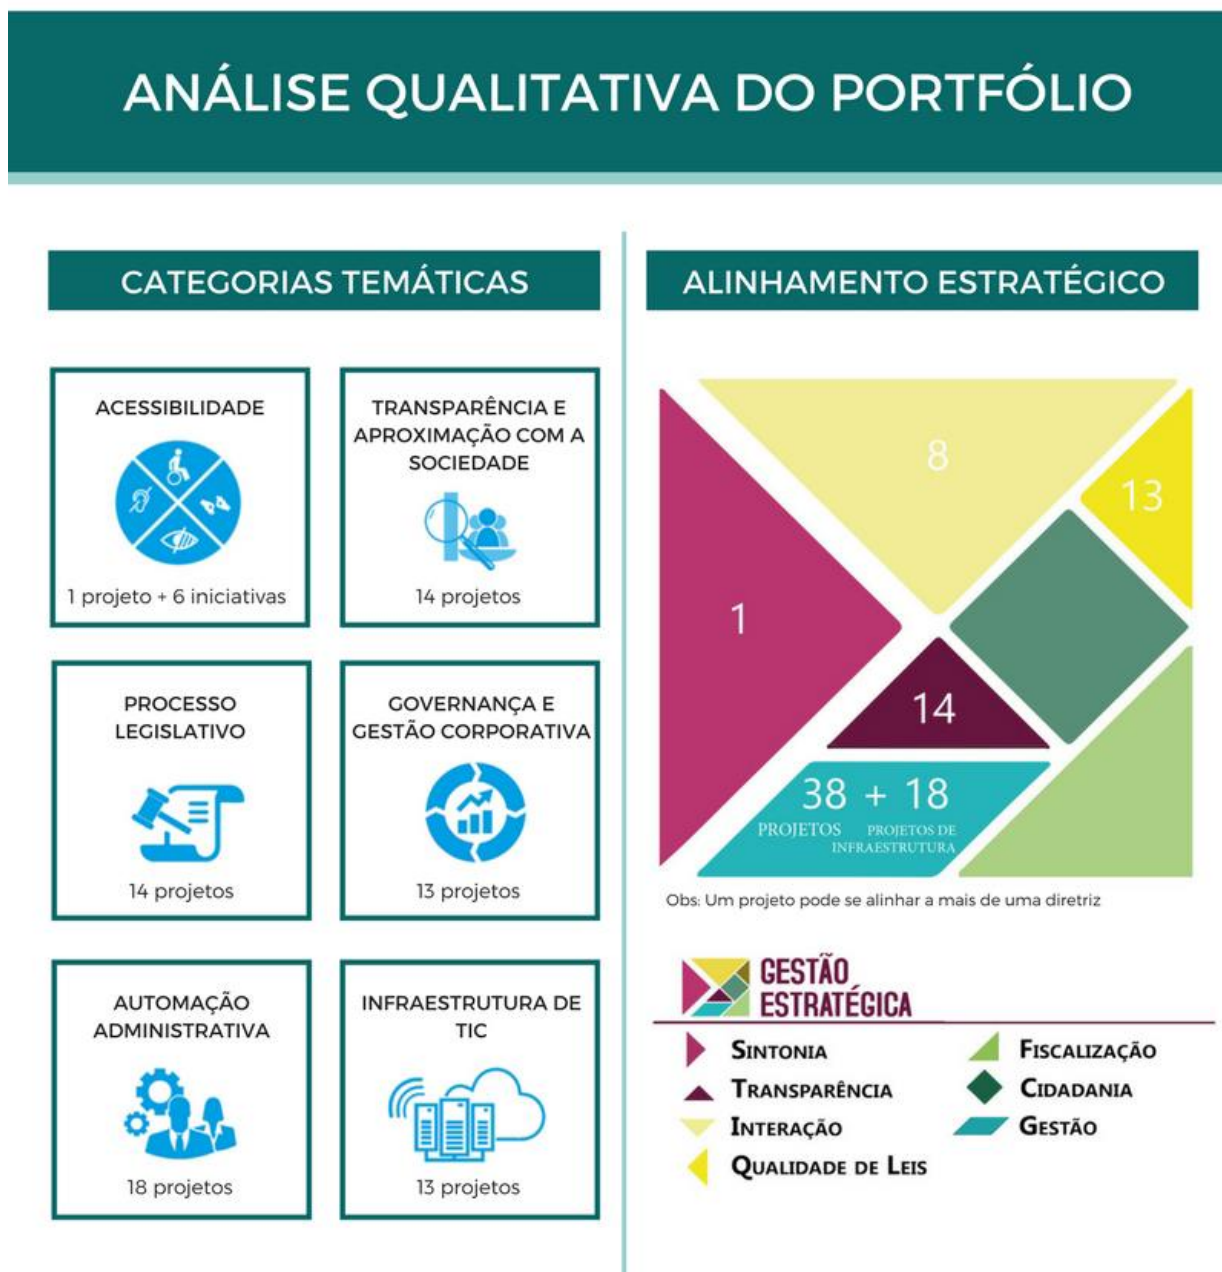 ANÁLISE QUALITATIVA DO PORTFÓLIO
CATEGORIAS TEMÁTICAS
ACESSIBILIDADE
1 projeto + 6 iniciativas
TRANSPARÊNCIA E
APROXIMAÇÃO COM A
SOCIEDADE
14 projetos
PROCESSO
LEGISLATIVO
14 projetos
GOVERNANÇA E
GESTÃO CORPORATIVA
13 projetos
AUTOMAÇÃO
ADMINISTRATIVA
18 projetos
INFRAESTRUTURA DE
TIC
13 projetos
ALINHAMENTO ESTRATÉGICO
8
13
1
14
38 + 18
PROJETOS PROJETOS DE
INFRAESTRUTURA
Obs: Um projeto pode se alinhar a mais de uma diretriz
GESTÃO
ESTRATÉGICA
SINTONIA
TRANSPARÊNCIA
INTERAÇÃO
QUALIDADE DE LEIS
FISCALIZAÇÃO
CIDADANIA
GESTÃO